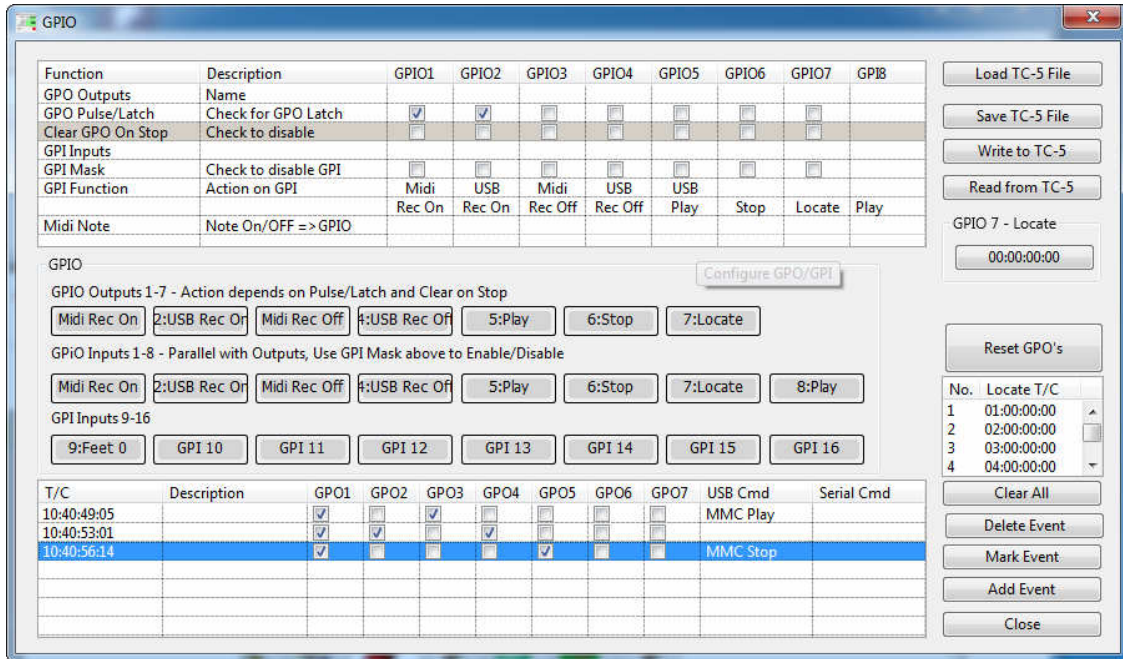 GPIO
Function Description GPIO1 GPIO2 GPIO3 GPIO4 GPIO5 GPIO6 GPIO7 GPI8
GPO Outputs Name
GPO Pulse/Latch Check for GPO Latch
Clear GPO On Stop Check to disable
GPI Inputs
GPI Mask Check to disable GPI
GPI Function Action on GPI Midi USB Midi USB USB
Rec On Rec On Rec Off Rec Off Play Stop Locate Play
Midi Note Note On/OFF =>GPIO
Load TC-5 File
Save TC-5 File
Write to TC-5
Read from TC-5
GPIO 7 - Locate
00:00:00:00
GPIO
Configure GPO/GPI
GPIO Outputs 1-7 - Action depends on Pulse/Latch and Clear on Stop
Midi Rec On 2:USB Rec On Midi Rec Off 4:USB Rec Off 5:Play 6:Stop 7:Locate
GPiO Inputs 1-8 - Parallel with Outputs, Use GPI Mask above to Enable/Disable
Midi Rec On 2:USB Rec On Midi Rec Off 4:USB Rec Off 5:Play 6:Stop 7:Locate 8:Play
GPI Inputs 9-16
9:Feet 0 GPI 10 GPI 11 GPI 12 GPI 13 GPI 14 GPI 15 GPI 16
Reset GPO's
No. Locate T/C
1 01:00:00:00
2 02:00:00:00
3 03:00:00:00
4 04:00:00:00
T/C Description GPO1 GPO2 GPO3 GPO4 GPO5 GPO6 GPO7 USB Cmd Serial Cmd
10:40:49:05 MMC Play
10:40:53:01
10:40:56:14 MMC Stop
Clear All
Delete Event
Mark Event
Add Event
Close